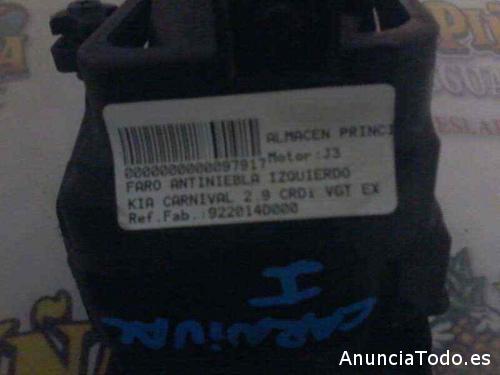 ALMACEN PRINCI
0000000000097917 Motor:J3
FARO ANTINIEBLA IZQUIERDO
KIA CARNIVAL 2.9 CRDi VGT EX
Ref.Fab.:922014D000
I
CARNIVAL
AnunciaTodo.es